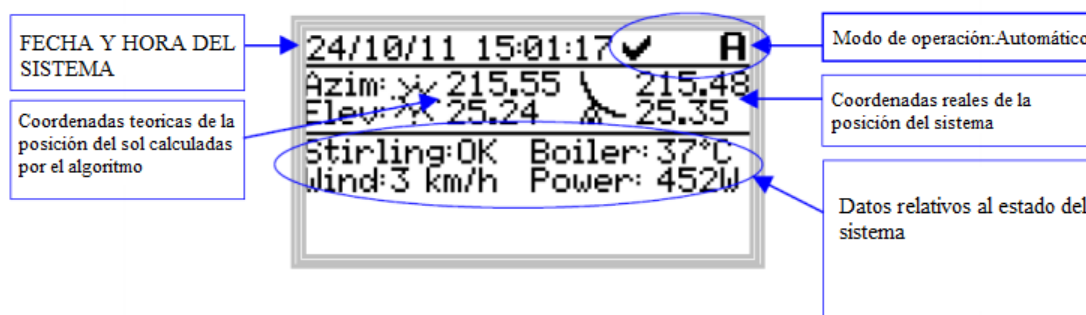 FECHA Y HORA DEL
SISTEMA
24/10/11 15:01:17 A
Modo de operación:Automático
Azim: 215.55 215.48
Elev: 25.24 25.35
Coordenadas teoricas de la
posición del sol calculadas
por el algoritmo
Coordenadas reales de la
posición del sistema
Stirling:OK Boiler: 37°C
Wind:3 km/h Power: 452W
Datos relativos al estado del
sistema